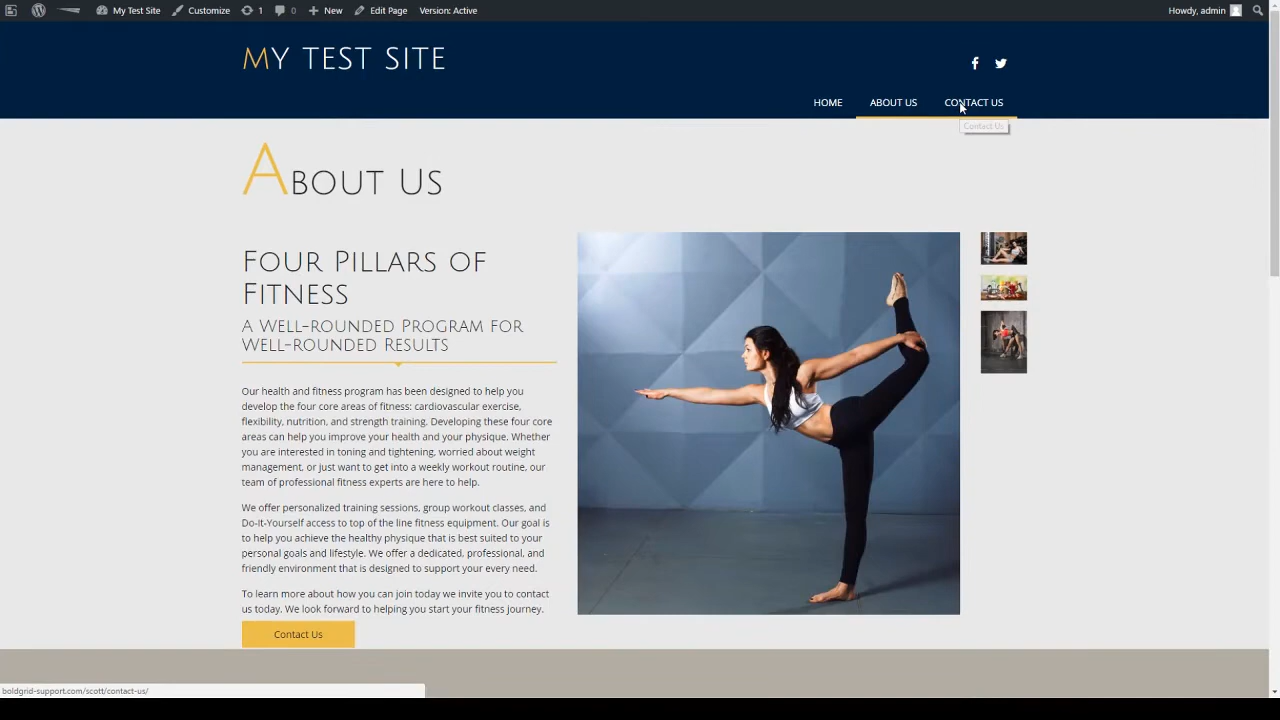 My Test Site Customize 1 0 New Edit Page Version: Active Howdy, admin
MY TEST SITE
HOME ABOUT US CONTACT US
Contact Us
About Us
Four Pillars of
Fitness
A Well-rounded Program for
Well-rounded Results
Our health and fitness program has been designed to help you
develop the four core areas of fitness: cardiovascular exercise,
flexibility, nutrition, and strength training. Developing these four core
areas can help you improve your health and your physique. Whether
you are interested in toning and tightening, worried about weight
management, or just want to get into a weekly workout routine, our
team of professional fitness experts are here to help.
We offer personalized training sessions, group workout classes, and
Do-It-Yourself access to top of the line fitness equipment. Our goal is
to help you achieve the healthy physique that is best suited to your
personal goals and lifestyle. We offer a dedicated, professional, and
friendly environment that is designed to support your every need.
To learn more about how you can join today we invite you to contact
us today. We look forward to helping you start your fitness journey.
Contact Us
boldgrid-support.com/scott/contact-us/